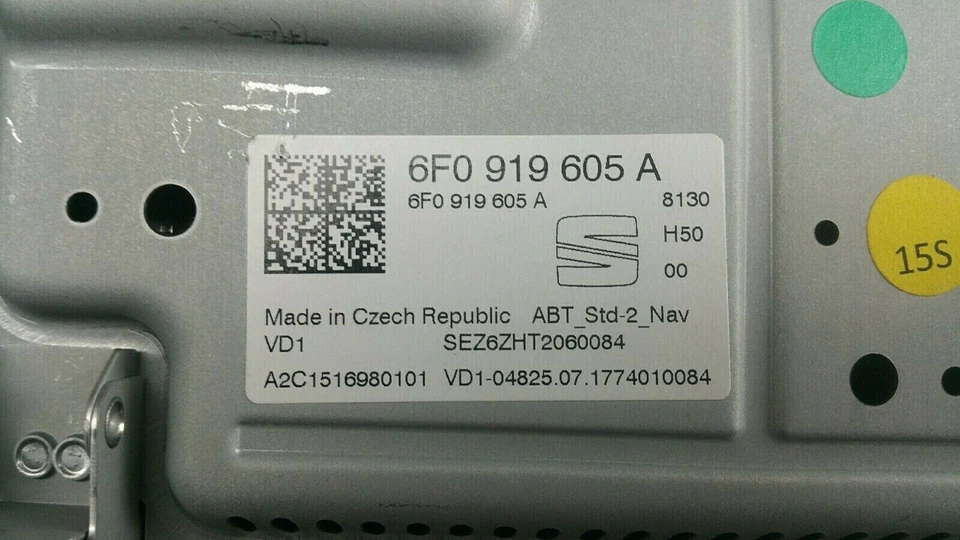 6F0 919 605 A
6F0 919 605 A 8130
H50
00
Made in Czech Republic ABT_Std-2_Nav
VD1 SEZ6ZHT2060084
A2C1516980101 VD1-04825.07.1774010084
15S